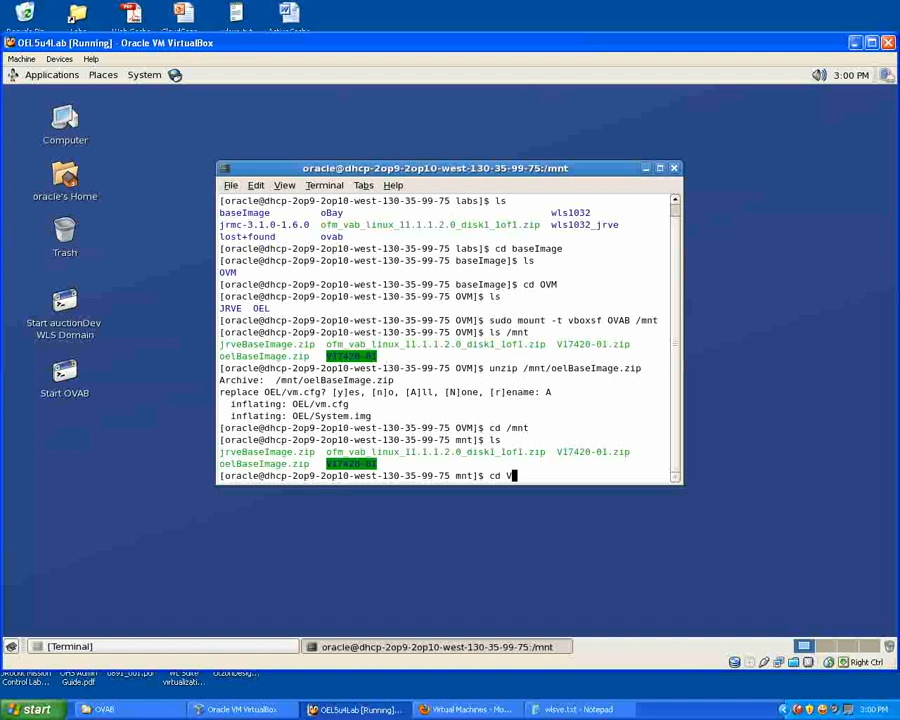 OEL5u4Lab [Running] - Oracle VM VirtualBox
Machine Devices Help
Applications Places System 3:00 PM
Computer
oracle's Home
Trash
Start auctionDev
WLS Domain
Start OVAB
oracle@dhcp-2op9-2op10-west-130-35-99-75:/mnt
File Edit View Terminal Tabs Help
[oracle@dhcp-2op9-2op10-west-130-35-99-75 labs]$ ls
baseImage oBay wls1032
jrmc-3.1.0-1.6.0 ofm_vab_linux_11.1.1.2.0_disk1_1of1.zip wls1032_jrve
lost+found ovab
[oracle@dhcp-2op9-2op10-west-130-35-99-75 labs]$ cd baseImage
[oracle@dhcp-2op9-2op10-west-130-35-99-75 baseImage]$ ls
OVM
[oracle@dhcp-2op9-2op10-west-130-35-99-75 baseImage]$ cd OVM
[oracle@dhcp-2op9-2op10-west-130-35-99-75 OVM]$ ls
JRVE OEL
[oracle@dhcp-2op9-2op10-west-130-35-99-75 OVM]$ sudo mount -t vboxsf OVAB /mnt
[oracle@dhcp-2op9-2op10-west-130-35-99-75 OVM]$ ls /mnt
jrveBaseImage.zip ofm_vab_linux_11.1.1.2.0_disk1_1of1.zip V17420-01.zip
oelBaseImage.zip V17420-01
[oracle@dhcp-2op9-2op10-west-130-35-99-75 OVM]$ unzip /mnt/oelBaseImage.zip
Archive: /mnt/oelBaseImage.zip
replace OEL/vm.cfg? [y]es, [n]o, [A]ll, [N]one, [r]ename: A
inflating: OEL/vm.cfg
inflating: OEL/System.img
[oracle@dhcp-2op9-2op10-west-130-35-99-75 OVM]$ cd /mnt
[oracle@dhcp-2op9-2op10-west-130-35-99-75 mnt]$ ls
jrveBaseImage.zip ofm_vab_linux_11.1.1.2.0_disk1_1of1.zip V17420-01.zip
oelBaseImage.zip V17420-01
[oracle@dhcp-2op9-2op10-west-130-35-99-75 mnt]$ cd V
[Terminal] oracle@dhcp-2op9-2op10-west-130-35-99-75:/mnt
Right Ctrl
Control Lab... Guide.pdf virtualizati...
start OVAB Oracle VM VirtualBox OEL5u4Lab [Running]... Virtual Machines - Mo... wlsve.txt - Notepad 3:00 PM